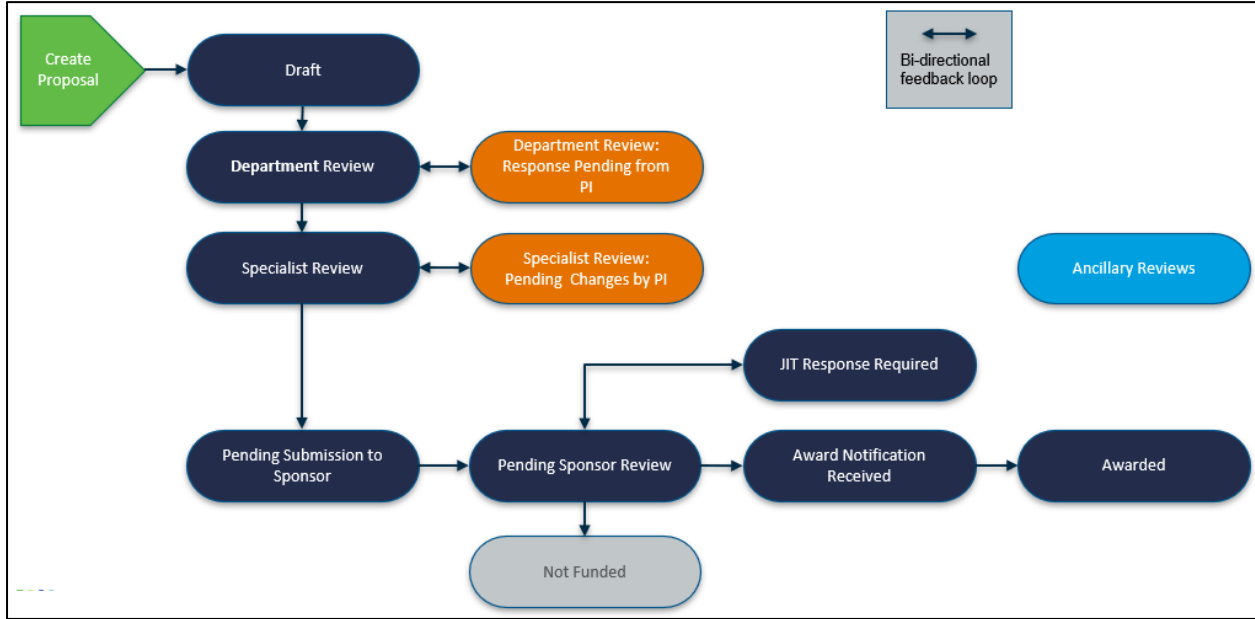 Create
Proposal
Draft
Bi-directional
feedback loop
Department Review
Department Review:
Response Pending from
PI
Specialist Review
Specialist Review:
Pending Changes by PI
Ancillary Reviews
JIT Response Required
Pending Submission to
Sponsor
Pending Sponsor Review
Award Notification
Received
Awarded
Not Funded